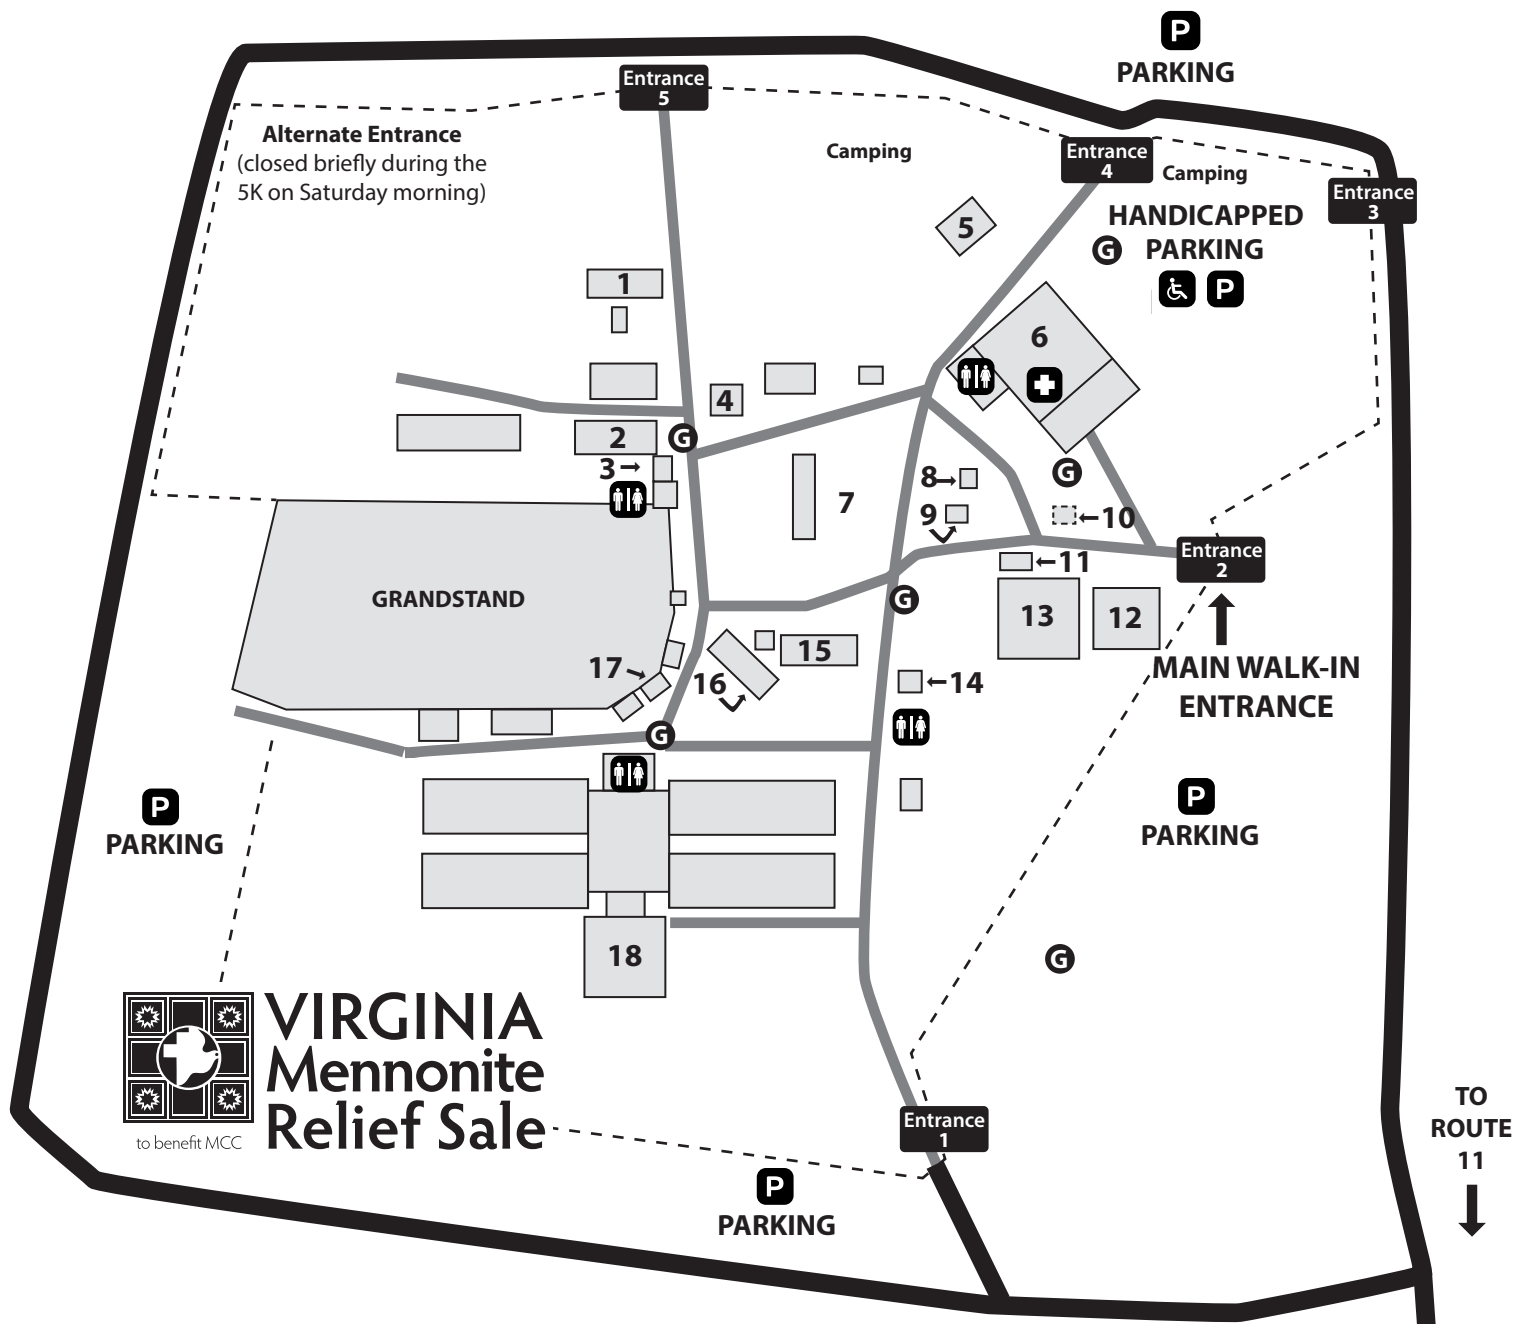 P
PARKING
Entrance
5
Alternate Entrance
(closed briefly during the
5K on Saturday morning)
Camping
Entrance
4
Camping
Entrance
3
HANDICAPPED
PARKING
G
P
5
1
6
4
2
G
3
G
8
7
9
10
Entrance
2
11
GRANDSTAND
G
13
12
15
17
16
14
MAIN WALK-IN
ENTRANCE
G
P
PARKING
P
PARKING
18
G
VIRGINIA
Mennonite
Relief Sale
to benefit MCC
Entrance
1
TO
ROUTE
11
P
PARKING